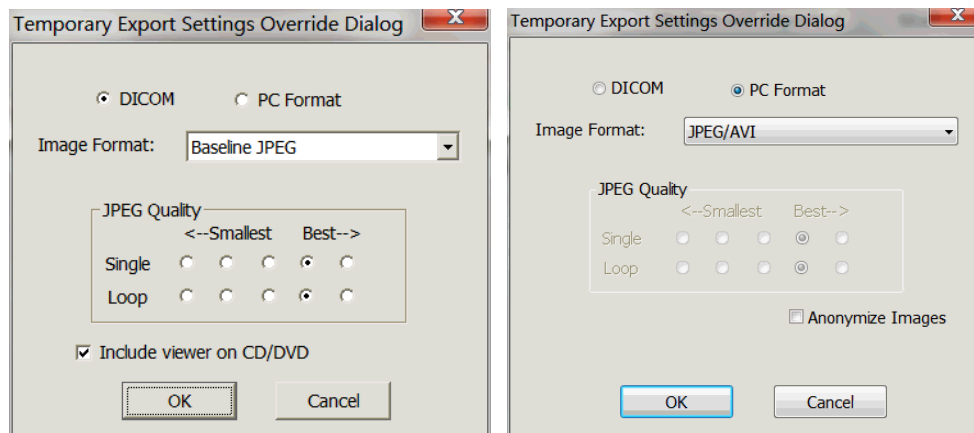 Temporary Export Settings Override Dialog X
DICOM PC Format
Image Format: Baseline JPEG
JPEG Quality
<--Smallest Best-->
Single
Loop
Include viewer on CD/DVD
OK Cancel
Temporary Export Settings Override Dialog X
DICOM PC Format
Image Format: JPEG/AVI
JPEG Quality
<--Smallest Best-->
Single
Loop
Anonymize Images
OK Cancel